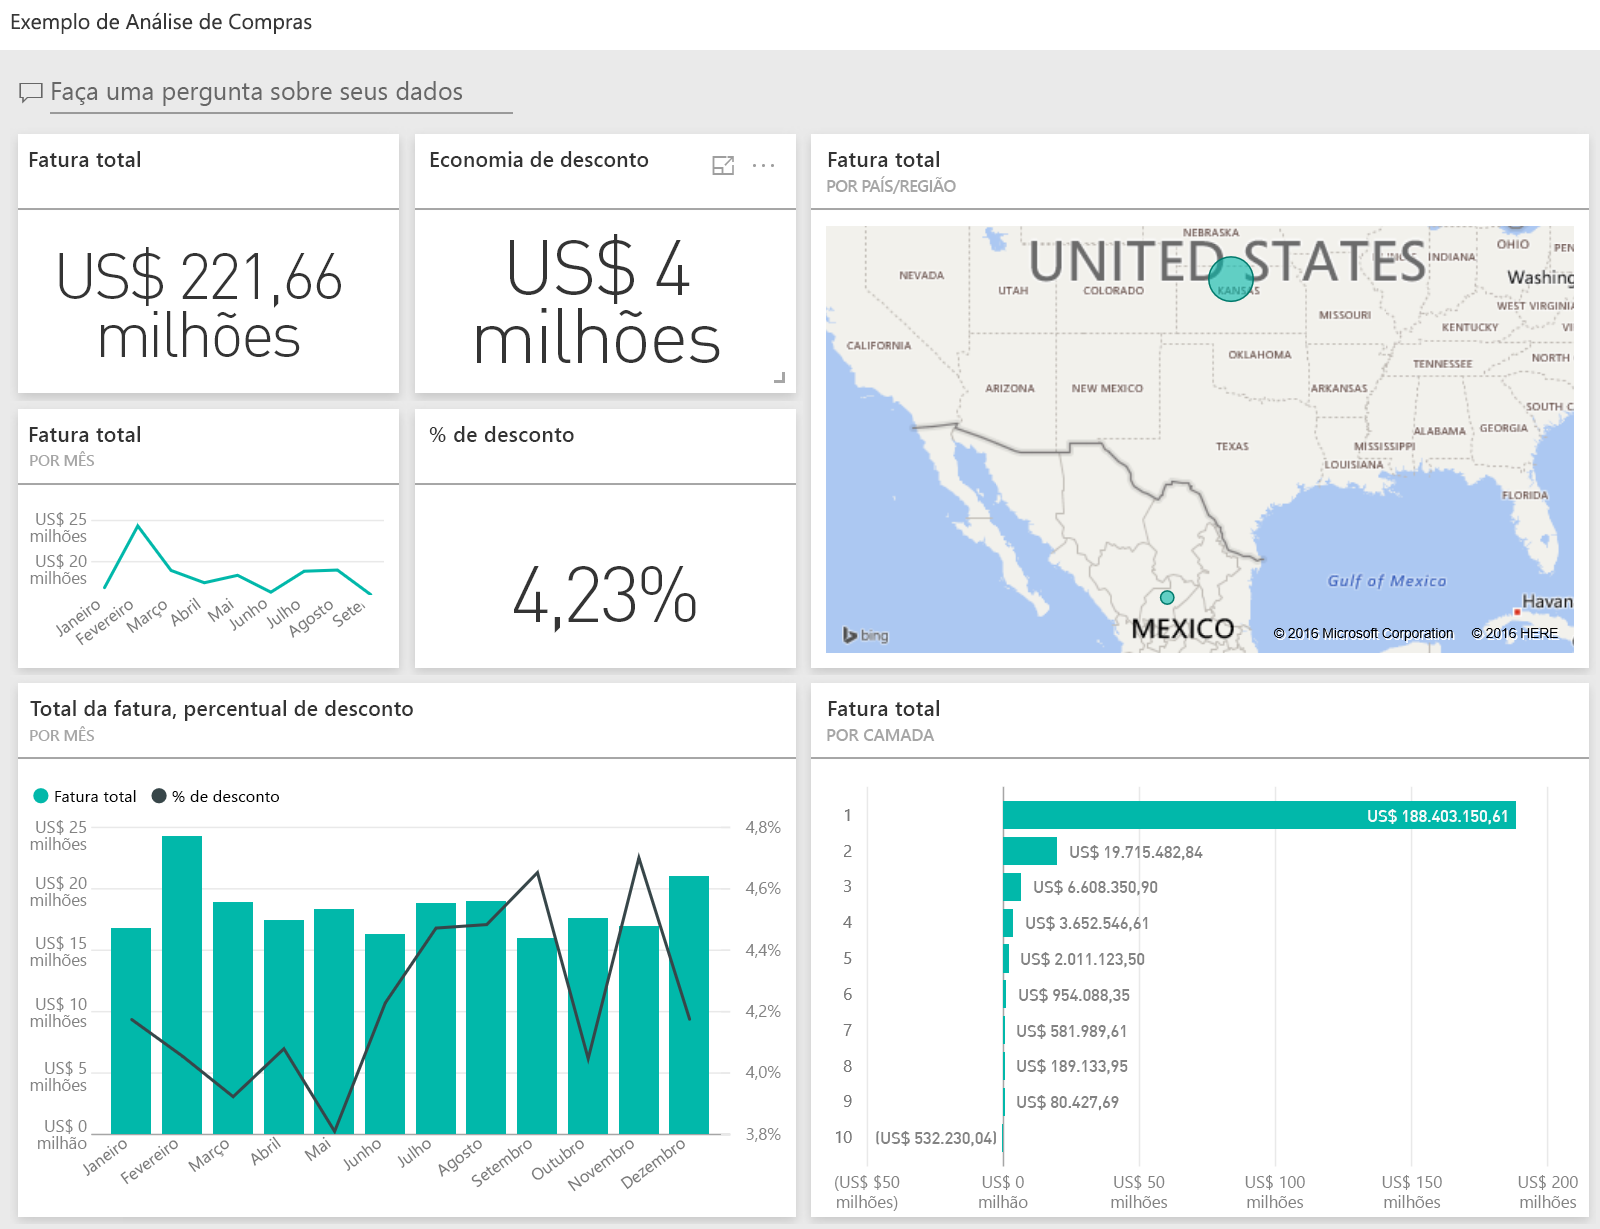 Exemplo de Análise de Compras
Faça uma pergunta sobre seus dados
Fatura total
US$ 221,66
milhões
Economia de desconto
US$ 4
milhões
Fatura total
POR PAÍS/REGIÃO
NEBRASKA
UNITED STATES
OHIO
PEN
INDIANA
NEVADA
UTAH
COLORADO
KANSAS
Washing
WEST VIRGINIA
MISSOURI
KENTUCKY
VI
CALIFORNIA
OKLAHOMA
TENNESSEE
NORTH
ARIZONA
NEW MEXICO
ARKANSAS
SOUTH C
ALABAMA
GEORGIA
TEXAS
MISSISSIPPI
LOUISIANA
FLORIDA
Gulf of Mexico
Havan
MEXICO
bing
© 2016 Microsoft Corporation
© 2016 HERE
Fatura total
POR MÊS
US$ 25
milhões
US$ 20
milhões
Janeiro
Fevereiro
Março
Abril
Mai
Junho
Julho
Agosto
% de desconto
4,23%
Total da fatura, percentual de desconto
POR MÊS
Fatura total
% de desconto
US$ 25
milhões
US$ 20
milhões
US$ 15
milhões
US$ 10
milhões
US$ 5
milhões
US$ 0
milhão
4,8%
4,6%
4,4%
4,2%
4,0%
3,8%
Janeiro
Fevereiro
Março
Abril
Mai
Junho
Julho
Agosto
Setembro
Outubro
Novembro
Dezembro
Fatura total
POR CAMADA
1 US$ 188.403.150,61
2 US$ 19.715.482,84
3 US$ 6.608.350,90
4 US$ 3.652.546,61
5 US$ 2.011.123,50
6 US$ 954.088,35
7 US$ 581.989,61
8 US$ 189.133,95
9 US$ 80.427,69
10 (US$ 532.230,04)
(US$ $50
milhões)
US$ 0
milhão
US$ 50
milhões
US$ 100
milhões
US$ 150
milhões
US$ 200
milhões